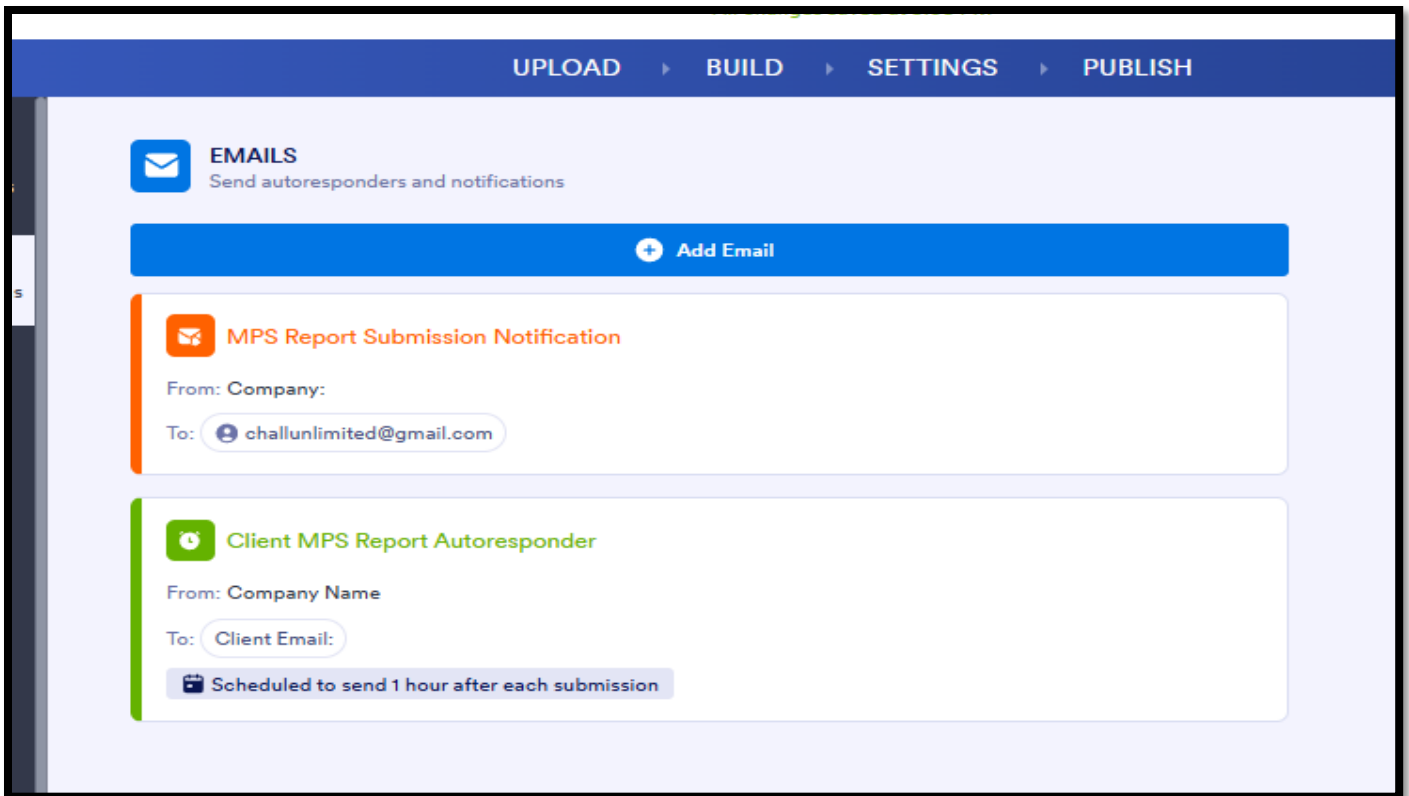 UPLOAD BUILD SETTINGS PUBLISH
EMAILS
Send autoresponders and notifications
Add Email
s
MPS Report Submission Notification
From: Company:
To: challunlimited@gmail.com
Client MPS Report Autoresponder
From: Company Name
To: Client Email:
Scheduled to send 1 hour after each submission